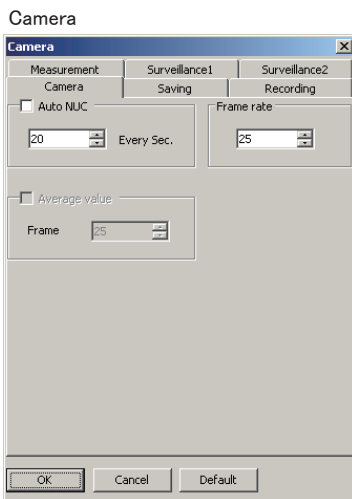 Camera
Camera
Measurement Surveillance1 Surveillance2
Camera Saving Recording
Auto NUC Frame rate
20 Every Sec. 25
Average value
Frame 25
OK Cancel Default